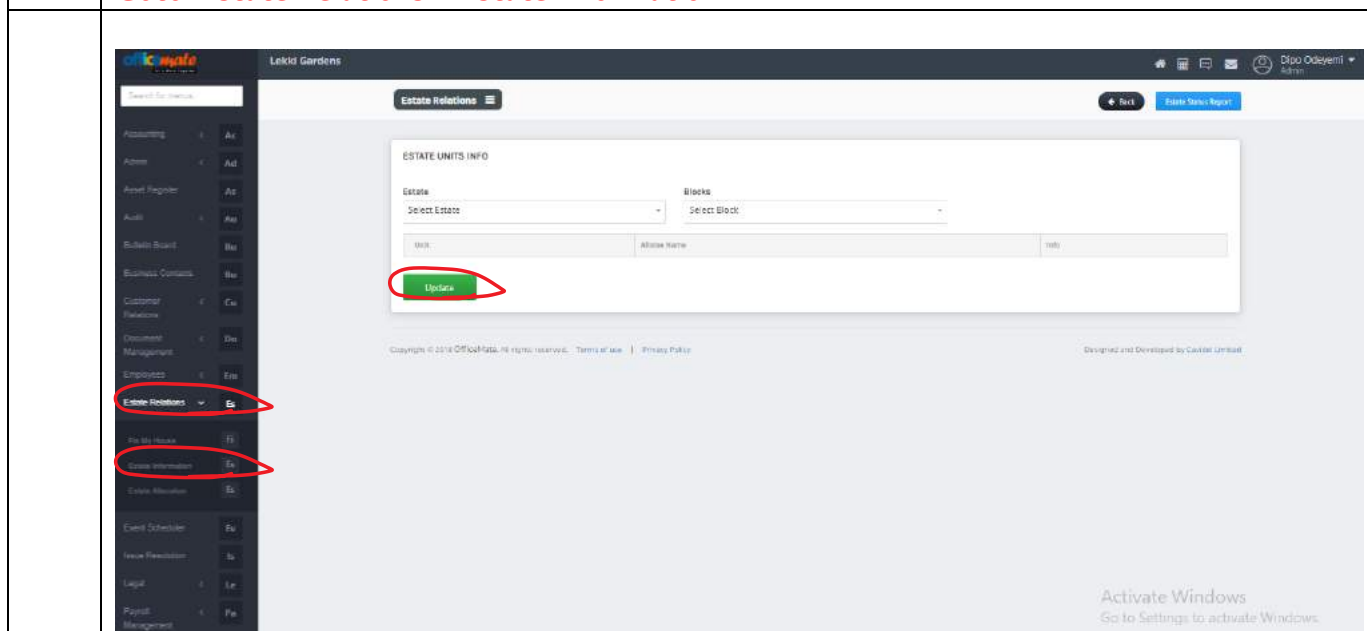 officemate
Lekki Gardens
Dipo Odeyemi
Admin
Search for menus
Estate Relations
Back
Estate Status Report
Accounting
Ac
Admin
Ad
Asset Register
As
Audit
Au
Bulletin Board
Bu
Business Contacts
Bu
Customer
Relations
Cu
Document
Management
Do
Employees
Em
Estate Relations
Es
Fix My House
Fi
Estate Information
Es
Estate Allocation
Es
Event Scheduler
Ev
Issue Resolution
Is
Legal
Le
Payroll
Management
Pa
ESTATE UNITS INFO
Estate
Blocks
Select Estate
Select Block
Unit
Allotee Name
Info
Update
Copyright © 2018 OfficeMate. All rights reserved. Terms of use | Privacy Policy
Designed and Developed by Cavidel Limited
Activate Windows
Go to Settings to activate Windows.